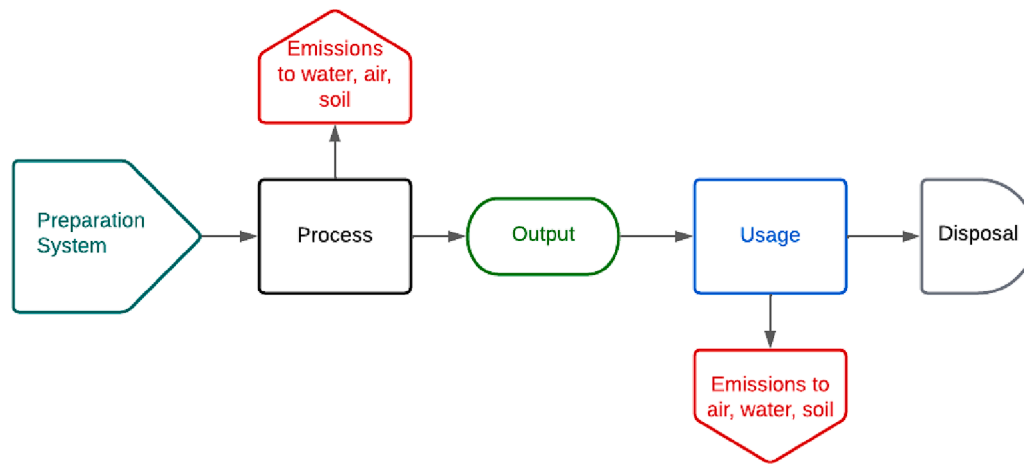 Emissions
to water, air,
soil
Preparation
System
Process
Output
Usage
Disposal
Emissions to
air, water, soil